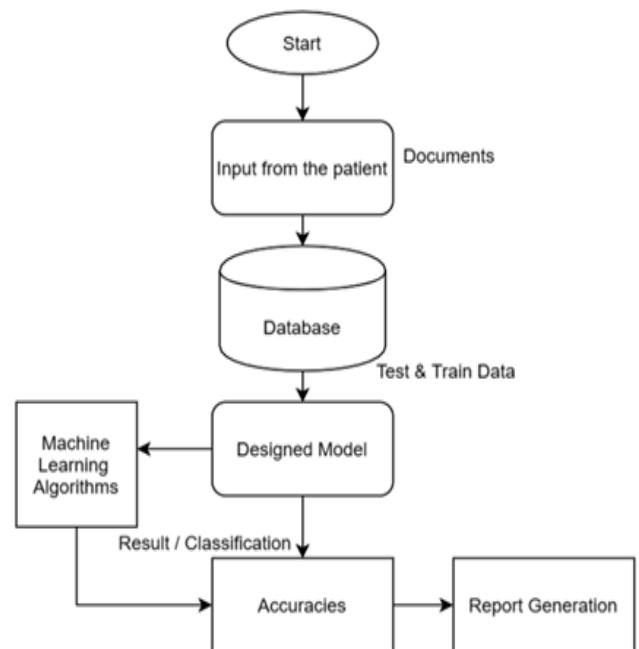 Start
Input from the patient
Documents
Database
Test & Train Data
Machine
Learning
Algorithms
Designed Model
Result / Classification
Accuracies
Report Generation